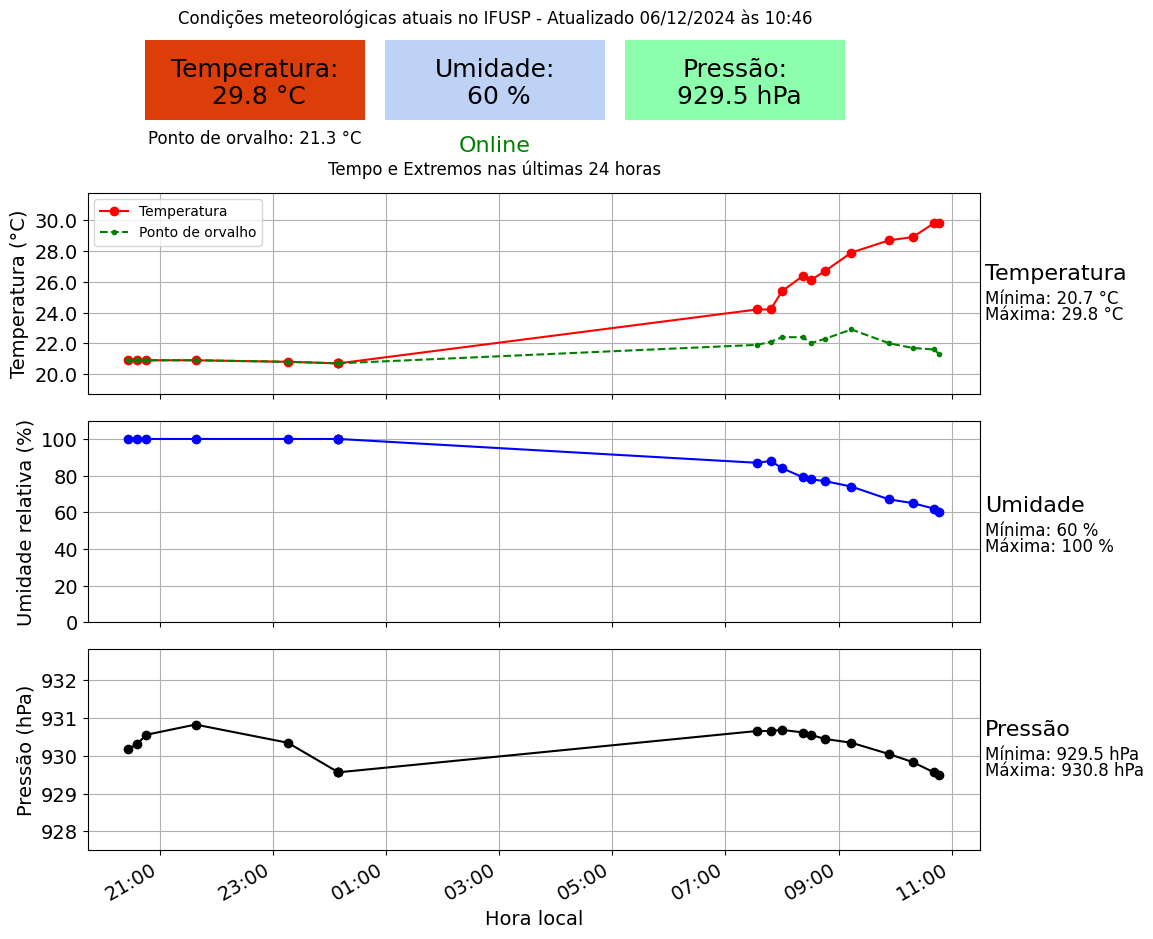 Condições meteorológicas atuais no IFUSP - Atualizado 06/12/2024 às 10:46
Temperatura:
29.8 °C
Umidade:
60 %
Pressão:
929.5 hPa
Ponto de orvalho: 21.3 °C
Online
Tempo e Extremos nas últimas 24 horas
Temperatura (°C)
30.0
28.0
26.0
24.0
22.0
20.0
Temperatura
Ponto de orvalho
Temperatura
Mínima: 20.7 °C
Máxima: 29.8 °C
Umidade relativa (%)
100
80
60
40
20
0
Umidade
Mínima: 60 %
Máxima: 100 %
Pressão (hPa)
932
931
930
929
928
Pressão
Mínima: 929.5 hPa
Máxima: 930.8 hPa
21:00
23:00
01:00
03:00
05:00
07:00
09:00
11:00
Hora local